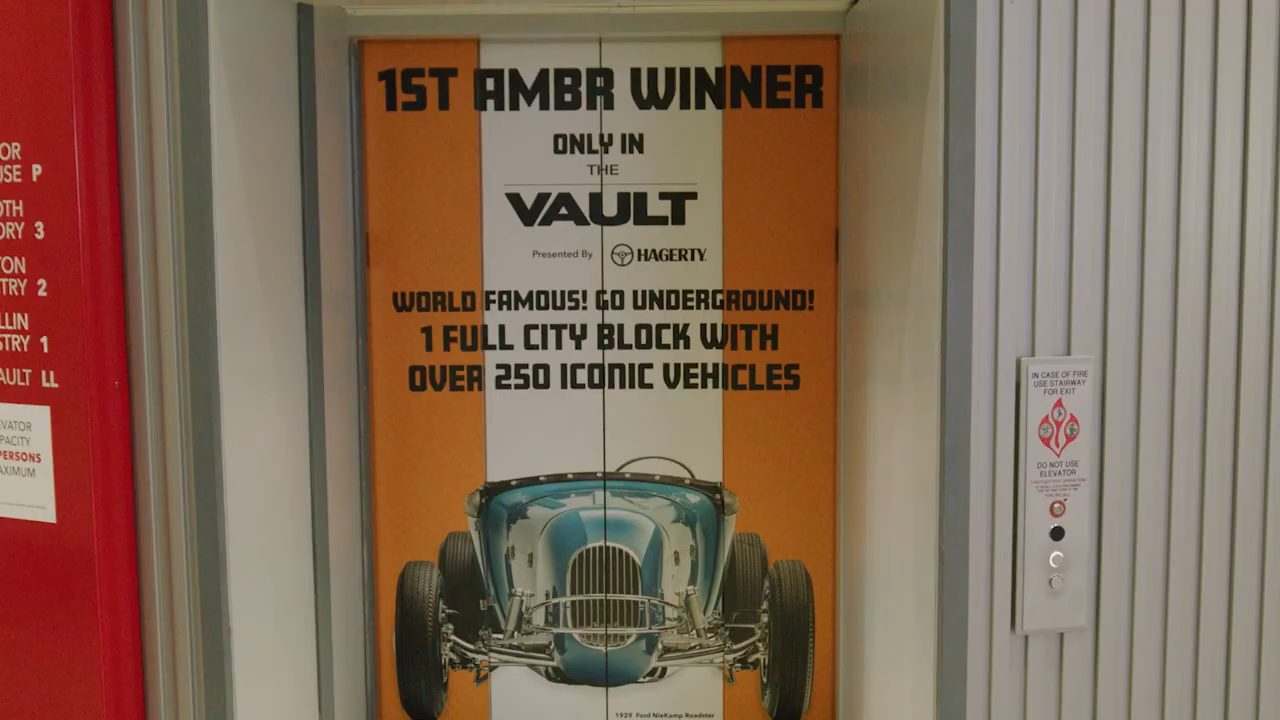 OR
USE P
OTH
ORY 3
TON
TRY 2
LLIN
STRY 1
AULT LL
VATOR
PACITY
PERSONS
AXIMUM
1ST AMBR WINNER
ONLY IN
THE
VAULT
Presented By HAGERTY
WORLD FAMOUS! GO UNDERGROUND!
1 FULL CITY BLOCK WITH
OVER 250 ICONIC VEHICLES
1929 Ford NieKamp Roadster
IN CASE OF FIRE
USE STAIRWAY
FOR EXIT
DO NOT USE
ELEVATOR